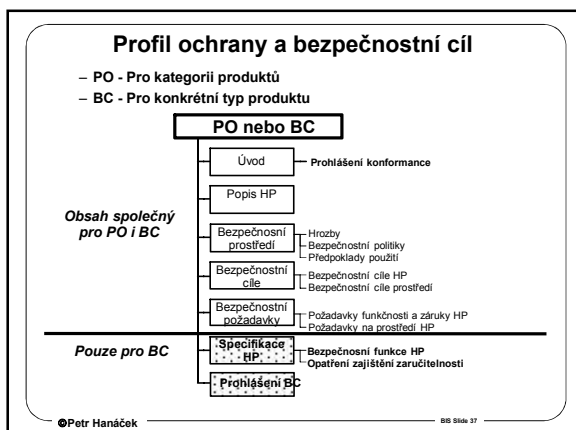 Profil ochrany a bezpečnostní cíl
– PO - Pro kategorii produktů
– BC - Pro konkrétní typ produktu
PO nebo BC
Úvod
Prohlášení konformance
Popis HP
Obsah společný
pro PO i BC
Bezpečnosní
prostředí
Hrozby
Bezpečnostní politiky
Předpoklady použití
Bezpečnostní
cíle
Bezpečnostní cíle HP
Bezpečnostní cíle prostředí
Bezpečnostní
požadavky
Požadavky funkčnosti a záruky HP
Požadavky na prostředí HP
Pouze pro BC
Specifikace
HP
Bezpečnosní funkce HP
Opatření zajištění zaručitelnosti
Prohlášení BC
©Petr Hanáček
BIS Slide 37